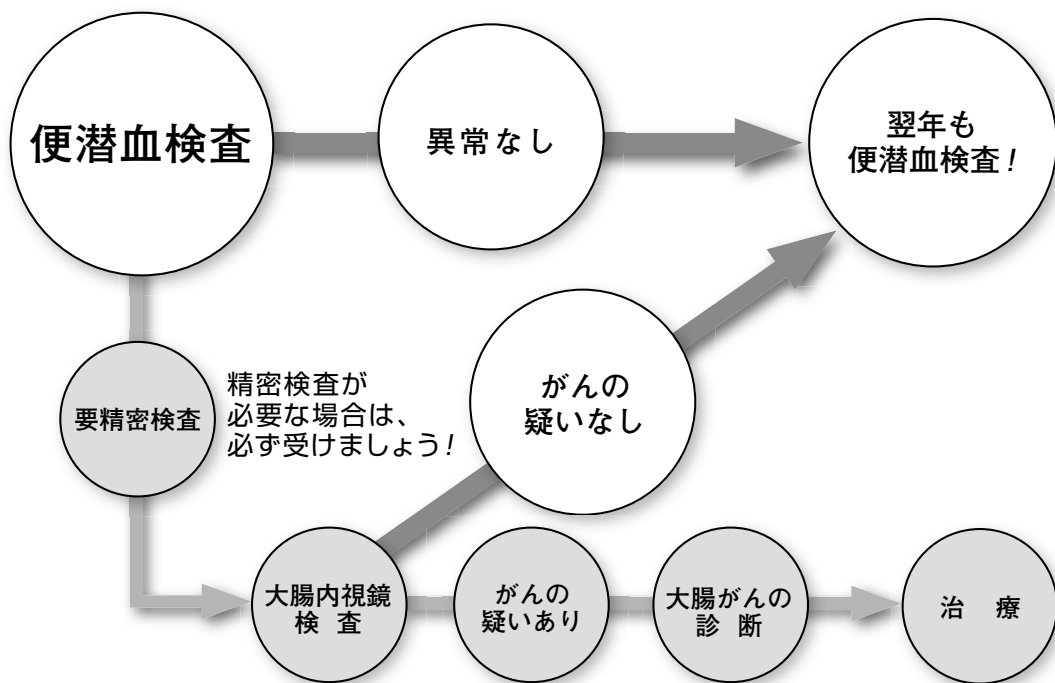 便潜血検査
異常なし
翌年も
便潜血検査!
要精密検査
精密検査が
必要な場合は、
必ず受けましょう!
がんの
疑いなし
大腸内視鏡
検査
がんの
疑いあり
大腸がんの
診断
治療